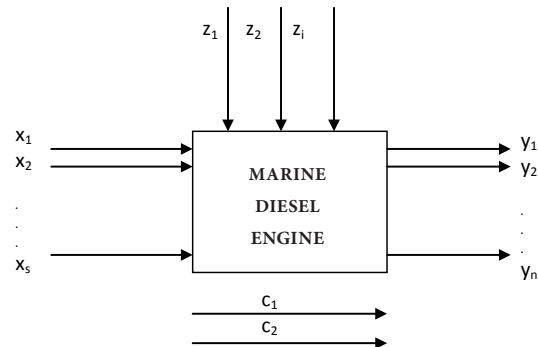 z₁ z₂ zᵢ
x₁
x₂
.
.
.
xₛ
MARINE
DIESEL
ENGINE
y₁
y₂
.
.
.
yₙ
c₁
c₂